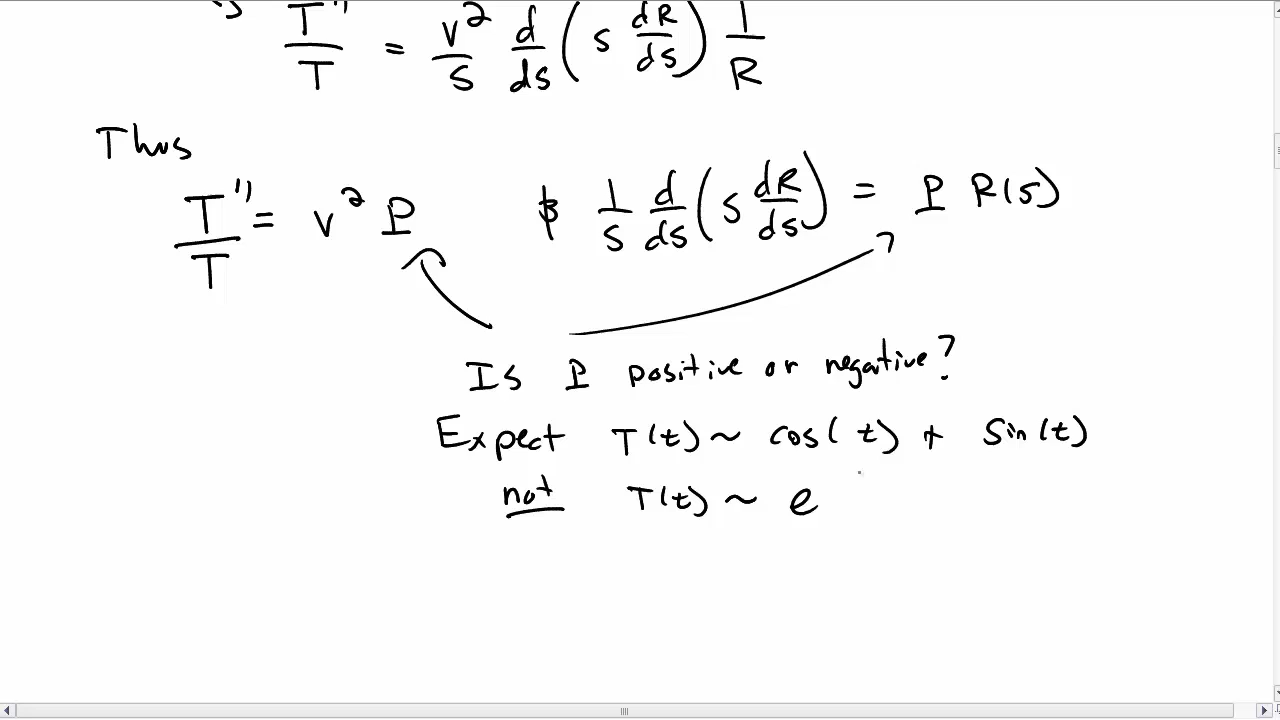 T''/T = v²/s d/ds (s dR/ds) 1/R
Thus
T''/T = v² P & 1/s d/ds (s dR/ds) = P R(s)
Is P positive or negative?
Expect T(t) ~ cos( t) + sin(t)
not T(t) ~ e